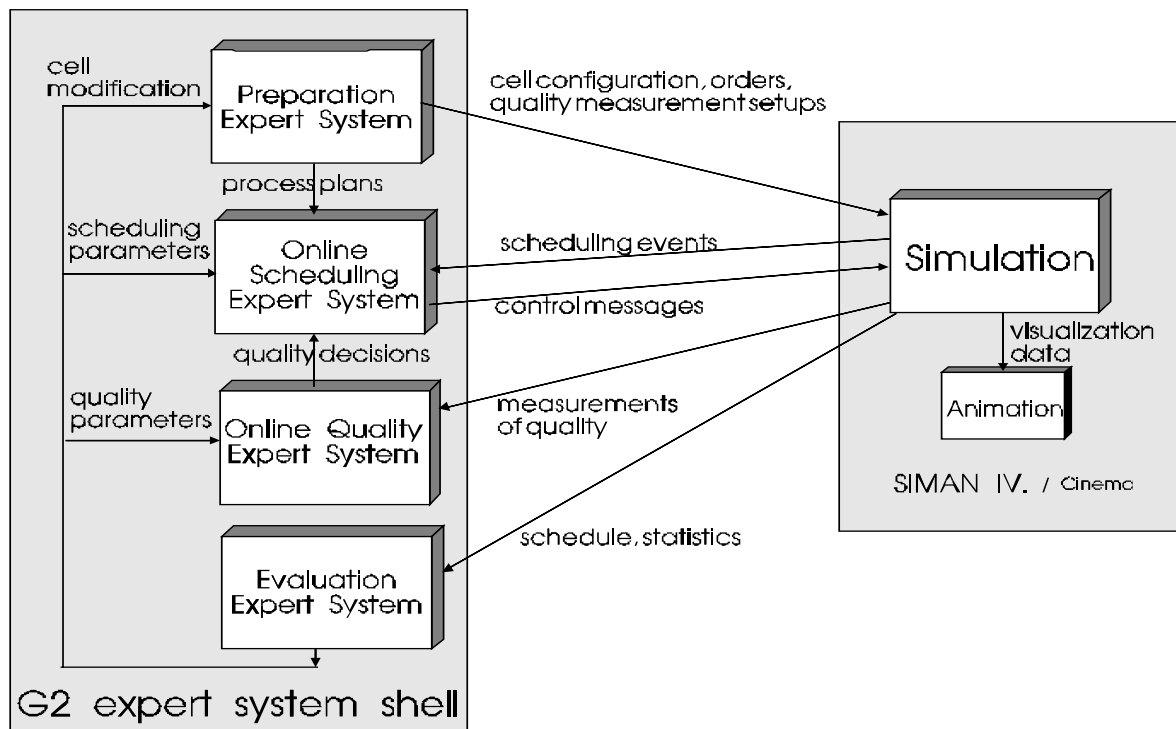 cell
modification
Preparation
Expert System
cell configuration, orders,
quality measurement setups
process plans
scheduling
parameters
Online
Scheduling
Expert System
scheduling events
control messages
Simulation
quality decisions
visualization
data
quality
parameters
Online Quality
Expert System
measurements
of quality
Animation
SIMAN IV. / Cinema
schedule, statistics
Evaluation
Expert System
G2 expert system shell